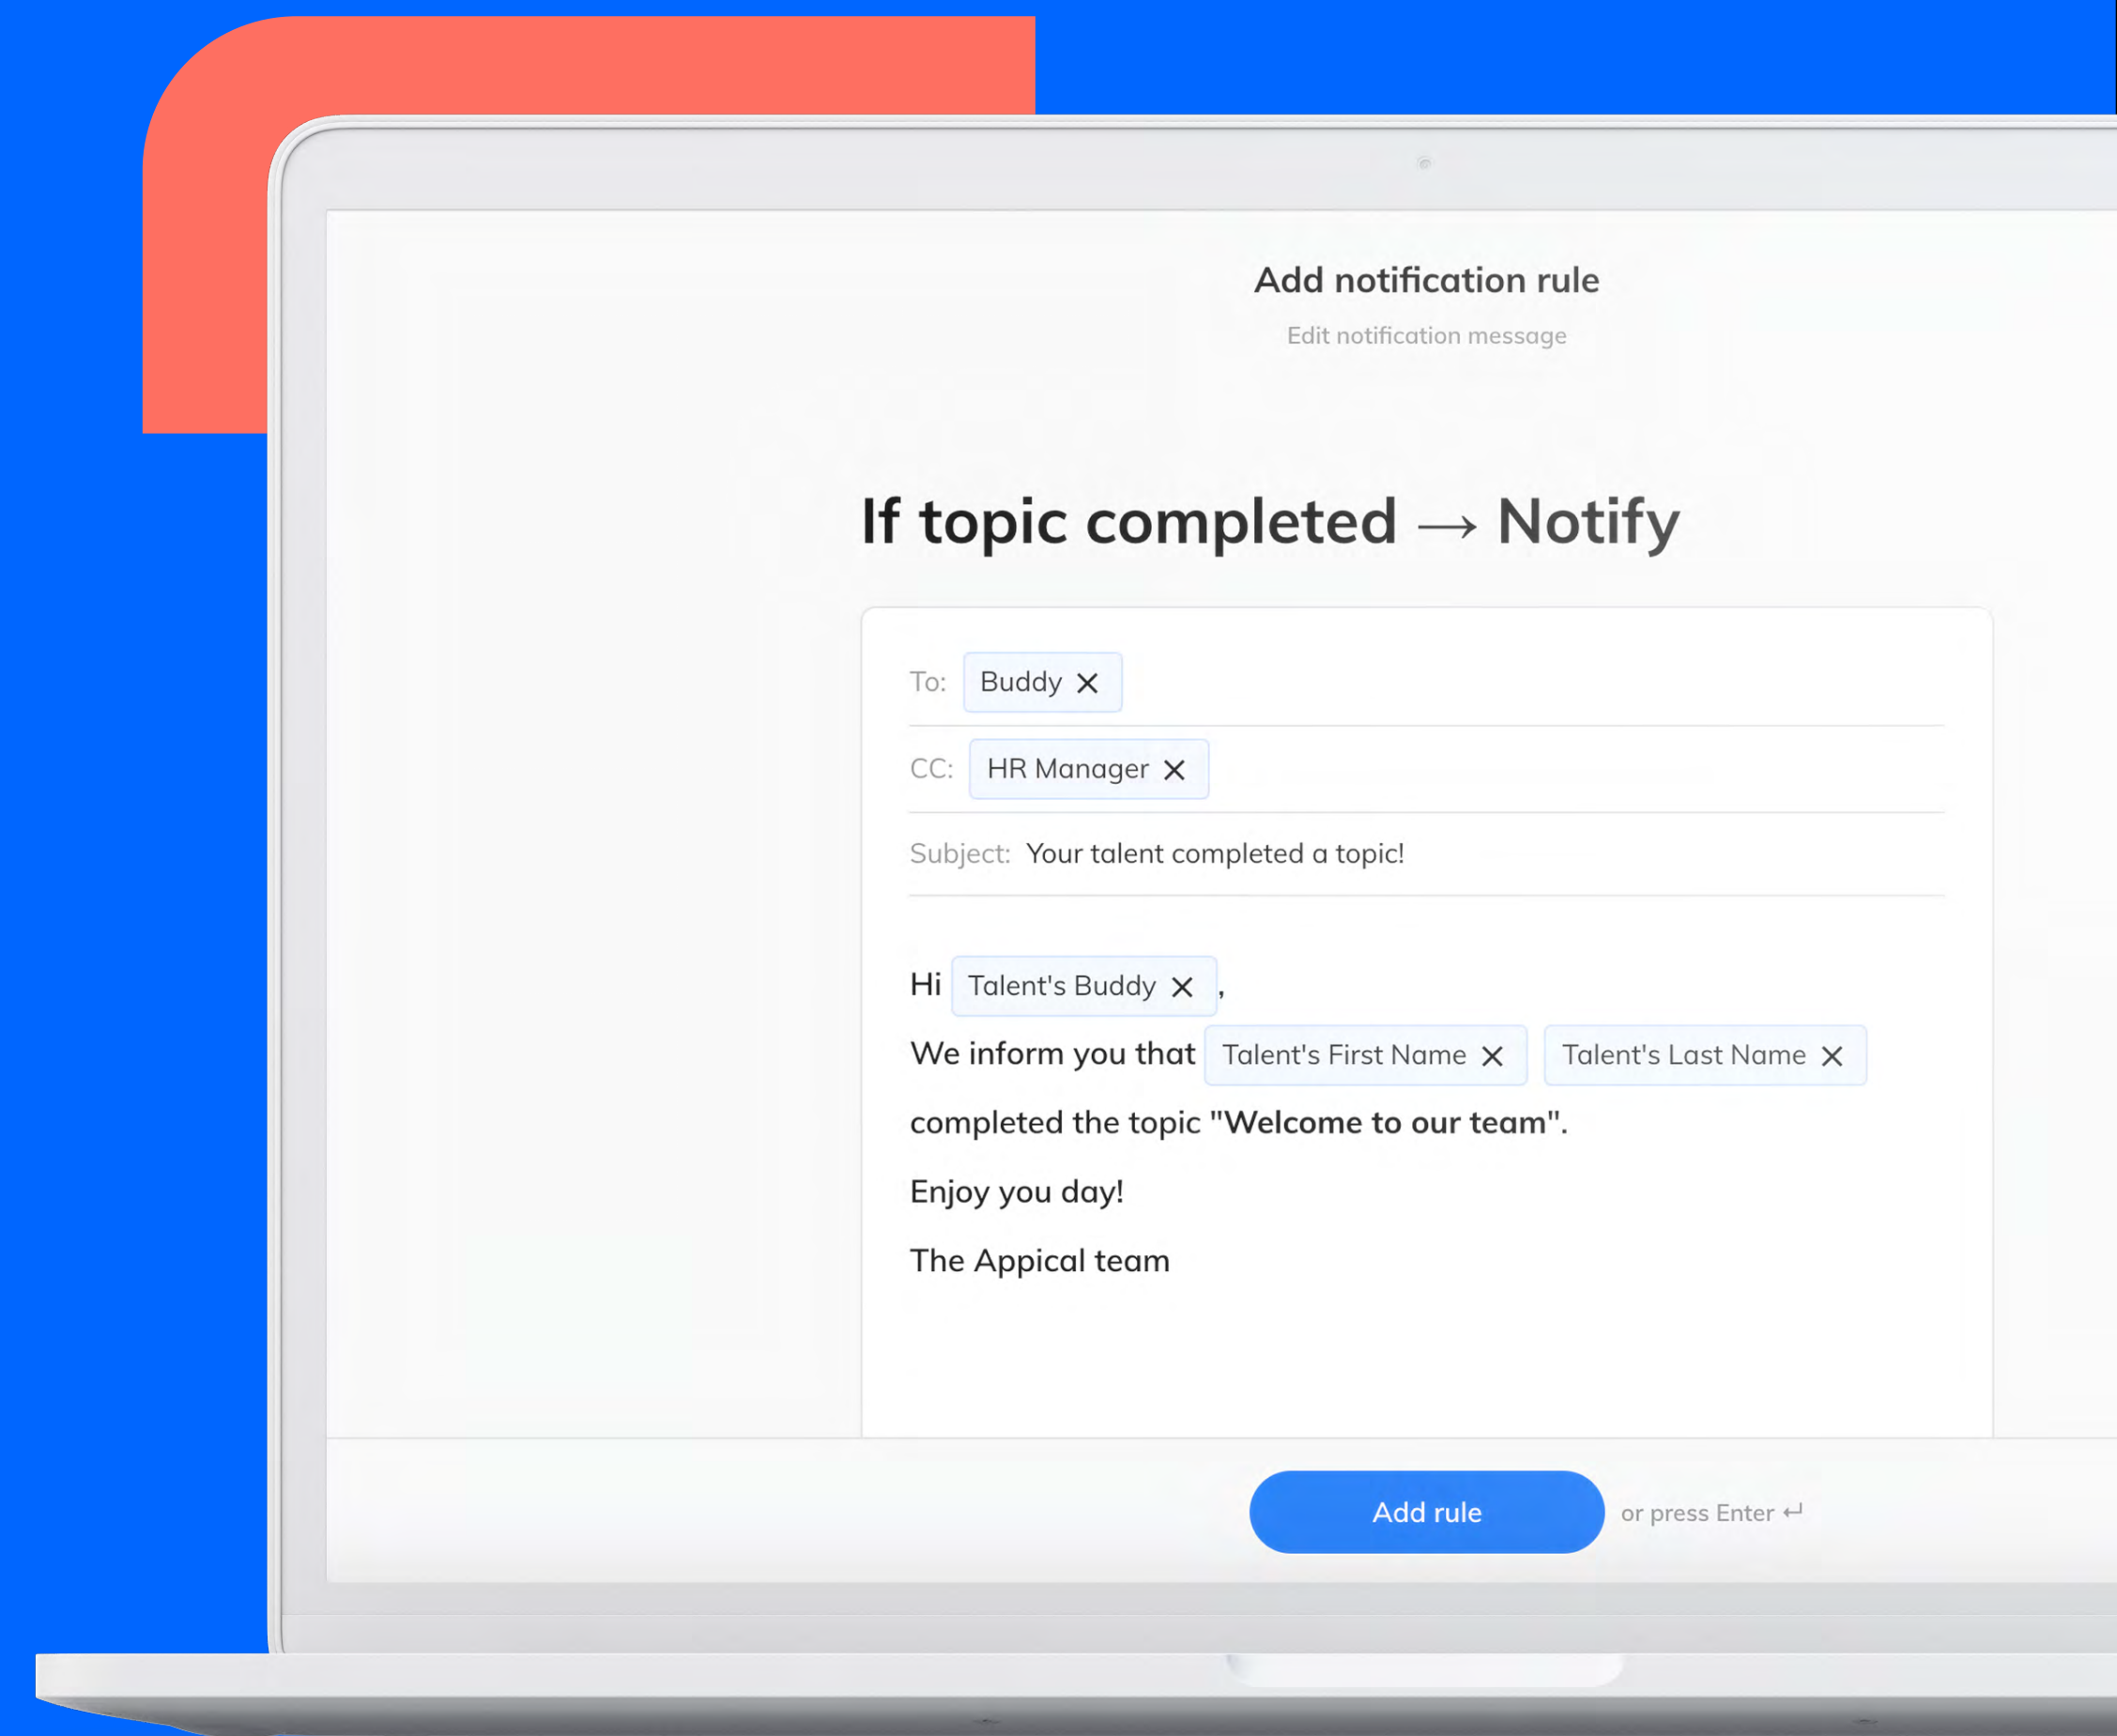 Add notification rule
Edit notification message
If topic completed → Notify
To: Buddy ✕
CC: HR Manager ✕
Subject: Your talent completed a topic!
Hi Talent's Buddy ✕ ,
We inform you that Talent's First Name ✕ Talent's Last Name ✕
completed the topic "Welcome to our team".
Enjoy you day!
The Appical team
Add rule or press Enter ↵